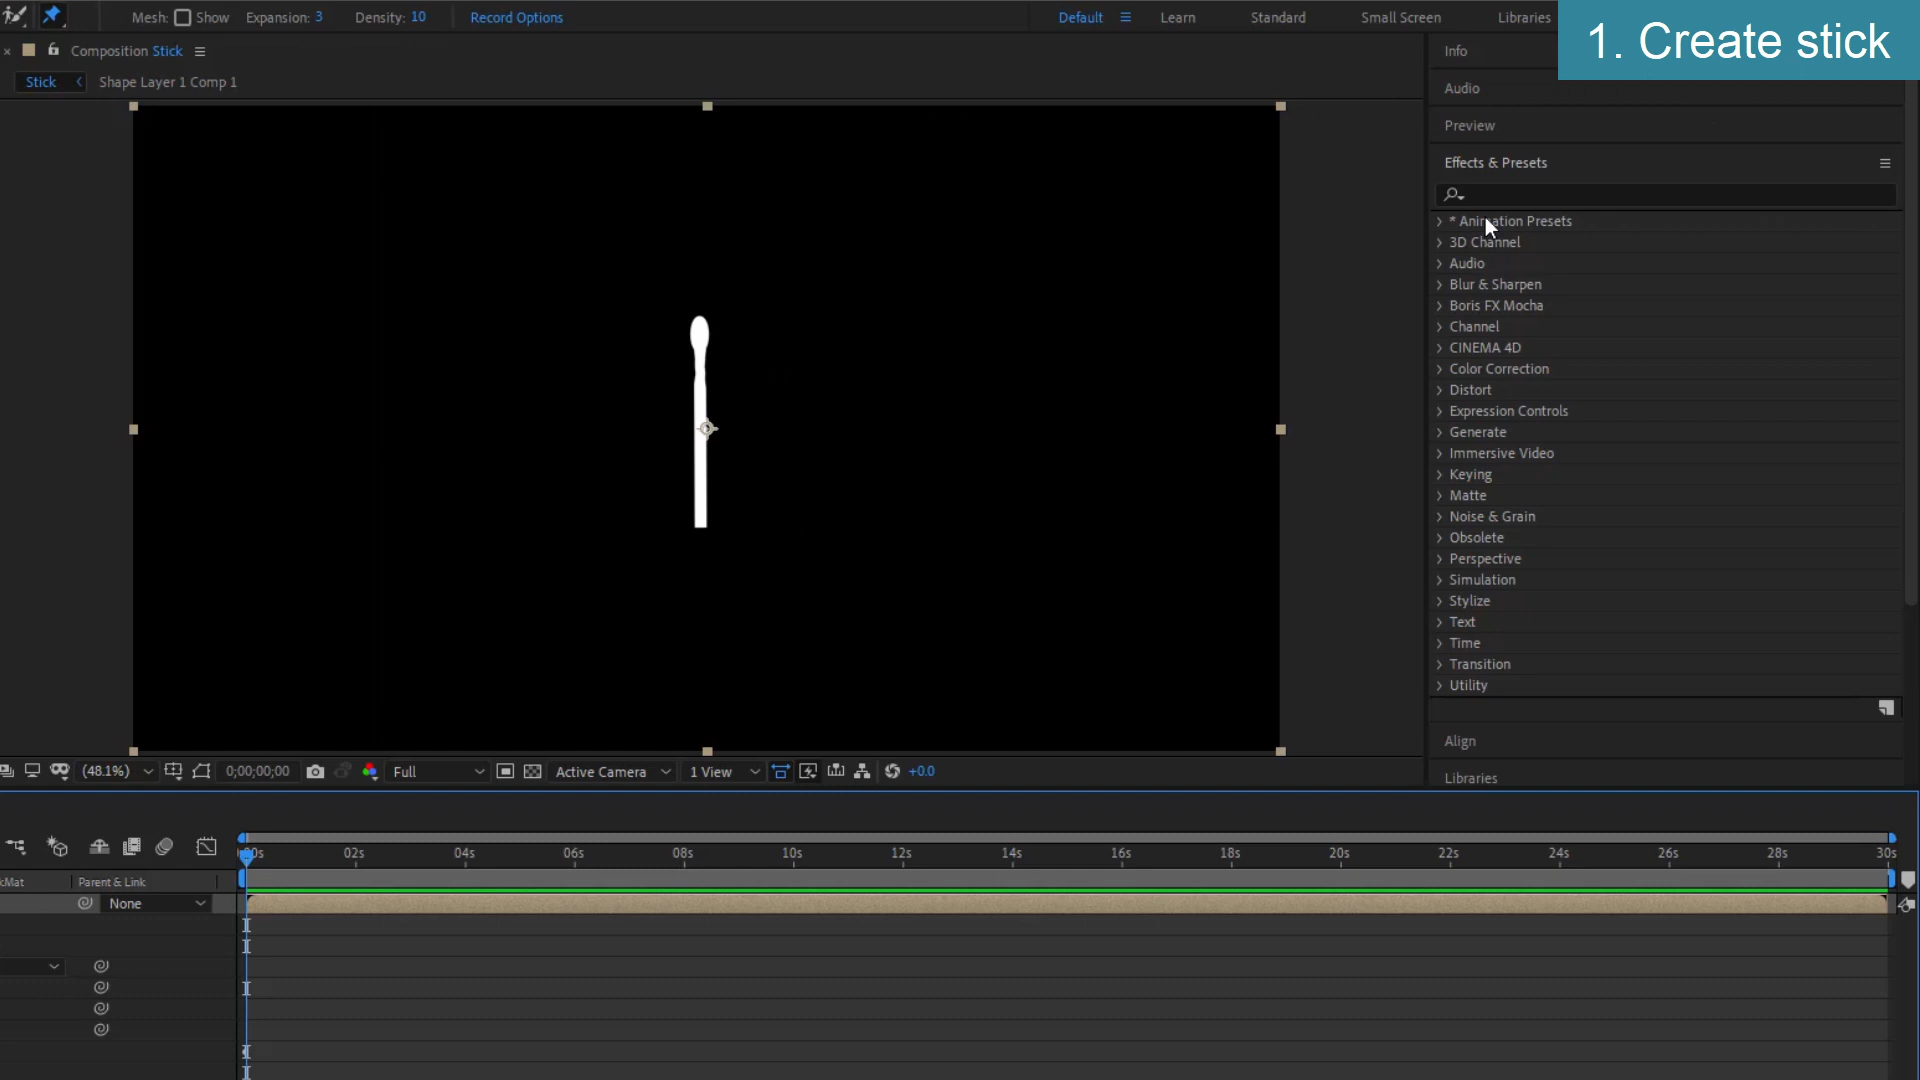 Mesh: Show Expansion: 3 Density: 10 Record Options Default Learn Standard Small Screen Libraries
1. Create stick
Composition Stick
Info
Stick Shape Layer 1 Comp 1
Audio
Preview
Effects & Presets
* Animation Presets
3D Channel
Audio
Blur & Sharpen
Boris FX Mocha
Channel
CINEMA 4D
Color Correction
Distort
Expression Controls
Generate
Immersive Video
Keying
Matte
Noise & Grain
Obsolete
Perspective
Simulation
Stylize
Text
Time
Transition
Utility
Align
Libraries
(48.1%) 0;00;00;00 Full Active Camera 1 View +0.0
00s 02s 04s 06s 08s 10s 12s 14s 16s 18s 20s 22s 24s 26s 28s 30s
kMat Parent & Link
None